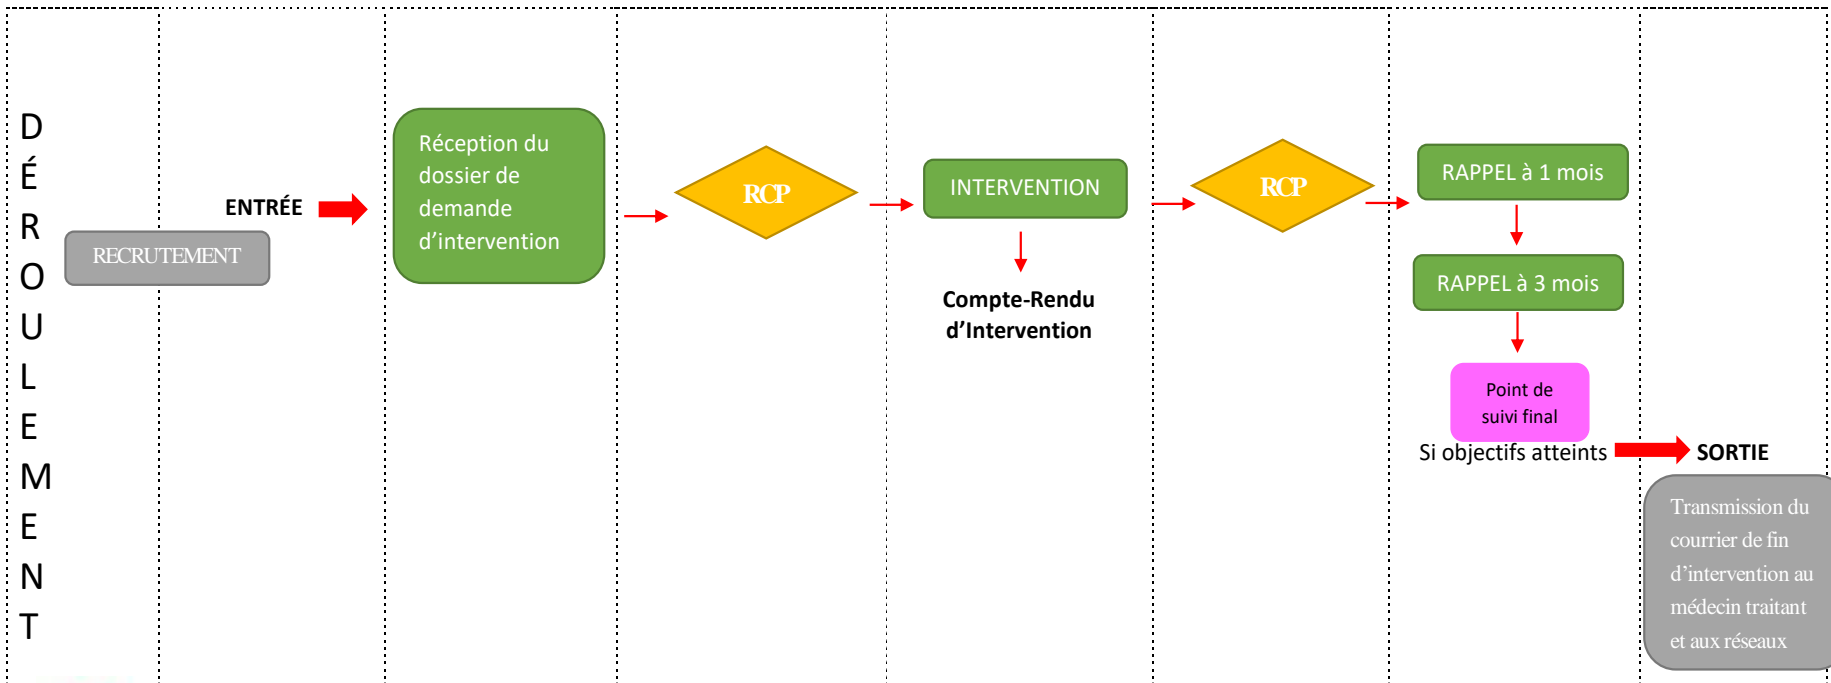 DÉROULEMENT
RECRUTEMENT
ENTRÉE
Réception du
dossier de
demande
d’intervention
RCP
INTERVENTION
Compte-Rendu
d’Intervention
RCP
RAPPEL à 1 mois
RAPPEL à 3 mois
Point de
suivi final
Si objectifs atteints
SORTIE
Transmission du
courrier de fin
d’intervention au
médecin traitant
et aux réseaux